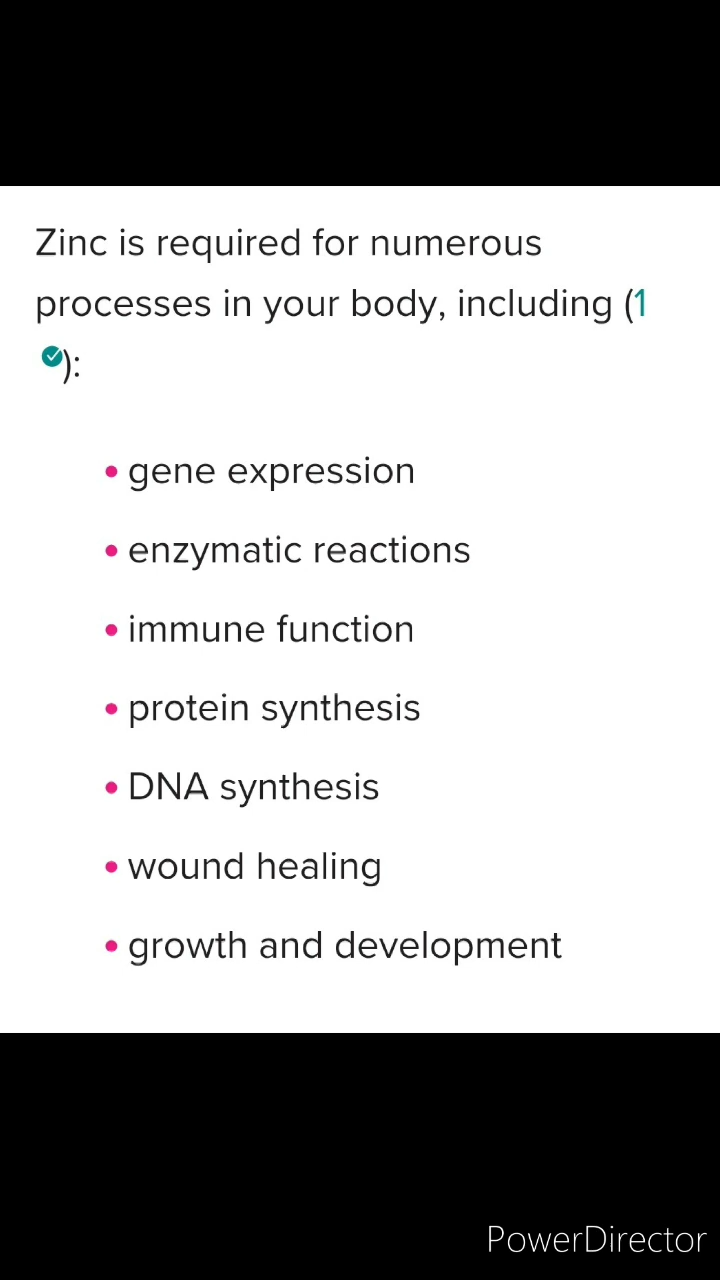 Zinc is required for numerous
processes in your body, including (1
):
• gene expression
• enzymatic reactions
• immune function
• protein synthesis
• DNA synthesis
• wound healing
• growth and development
PowerDirector